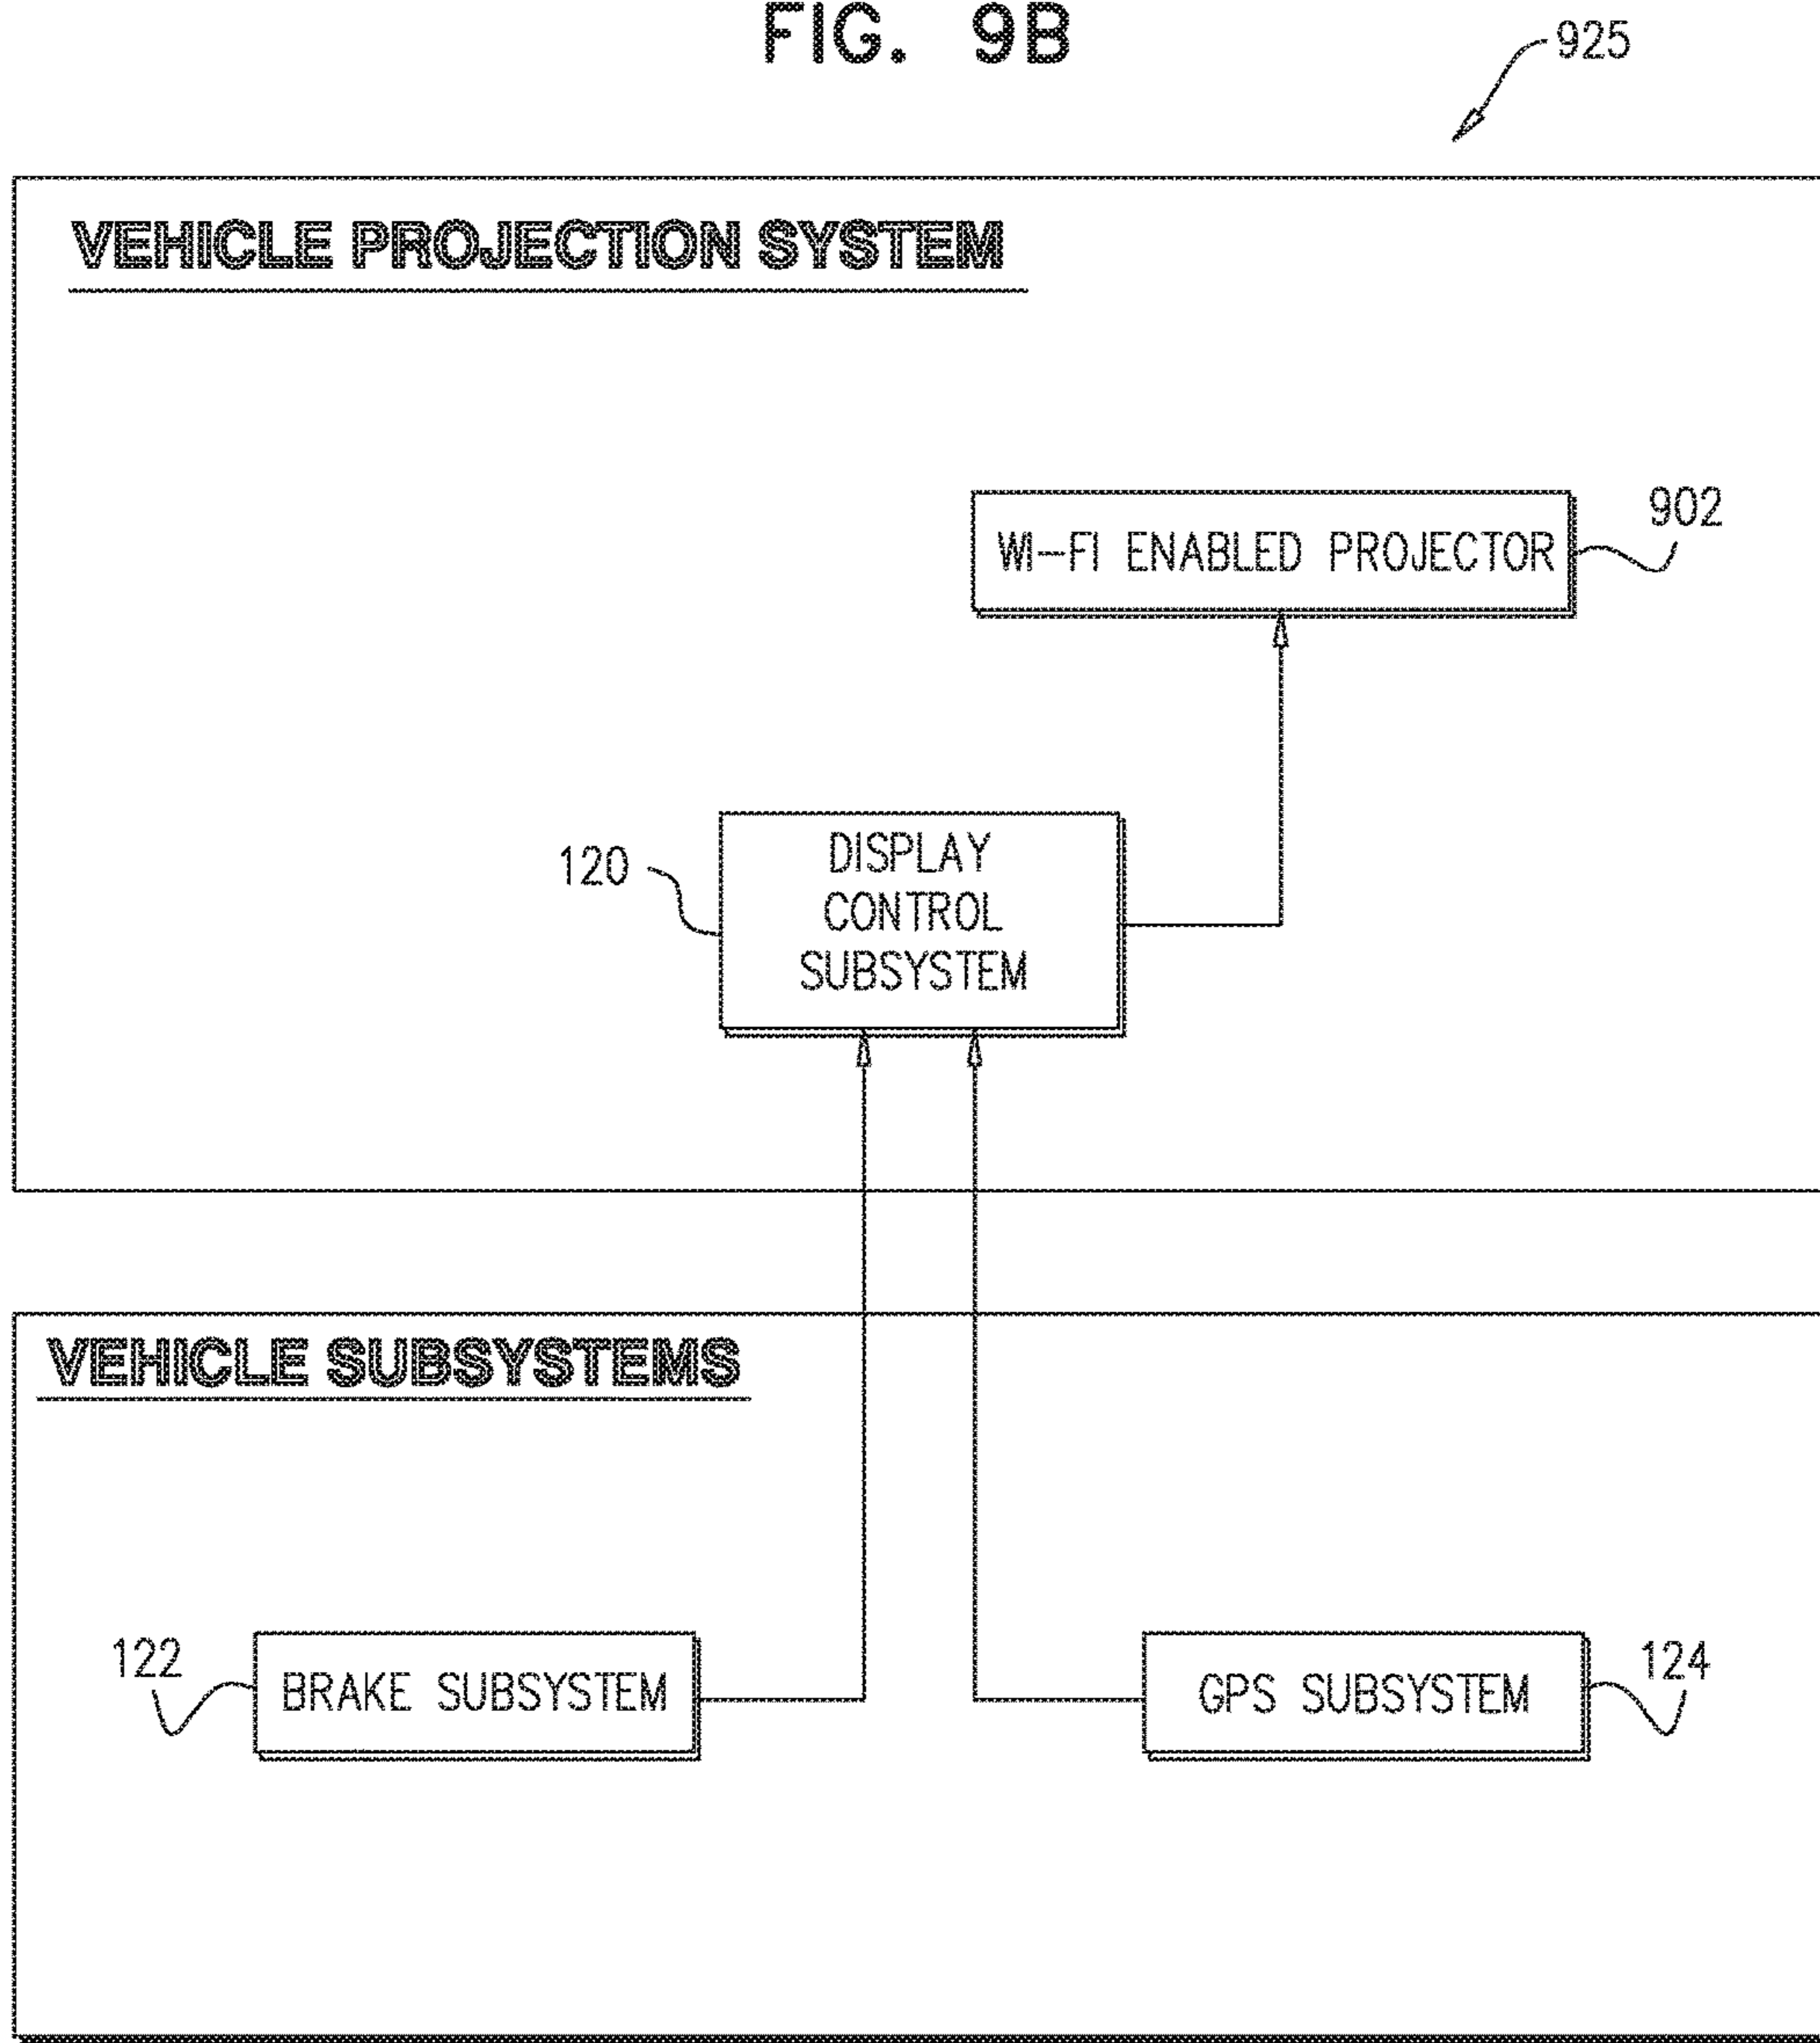 FIG. 9B
925
VEHICLE PROJECTION SYSTEM
WI-FI ENABLED PROJECTOR
902
120
DISPLAY
CONTROL
SUBSYSTEM
VEHICLE SUBSYSTEMS
122
BRAKE SUBSYSTEM
GPS SUBSYSTEM
124